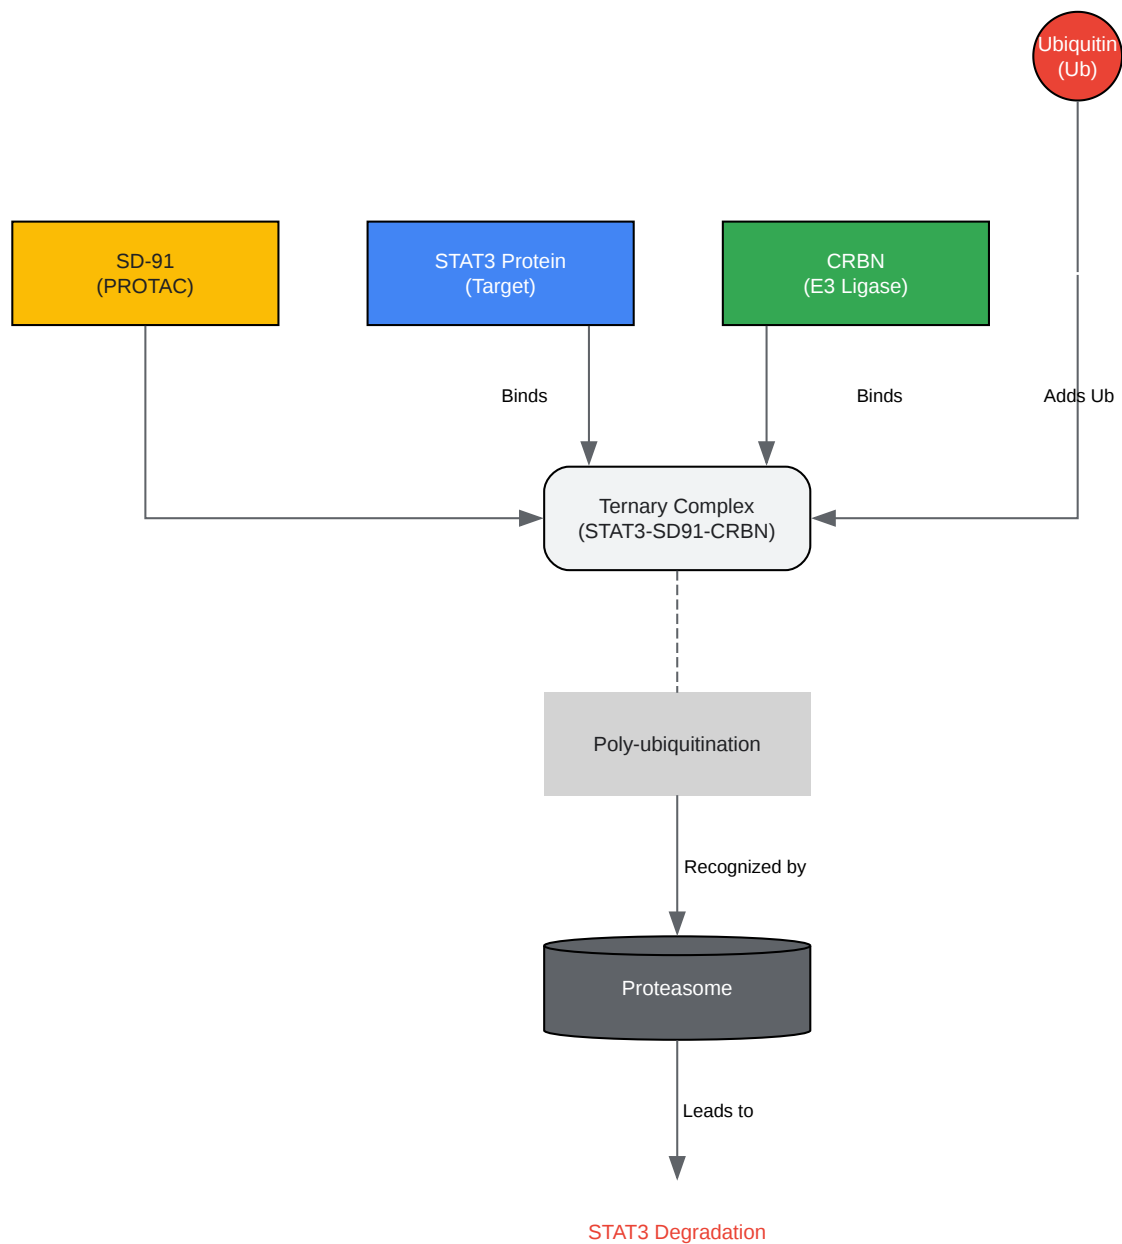 Ubiquitin
(Ub)
SD-91
(PROTAC)
STAT3 Protein
(Target)
CRBN
(E3 Ligase)
Binds
Binds
Adds Ub
Ternary Complex
(STAT3-SD91-CRBN)
Poly-ubiquitination
Recognized by
Proteasome
Leads to
STAT3 Degradation